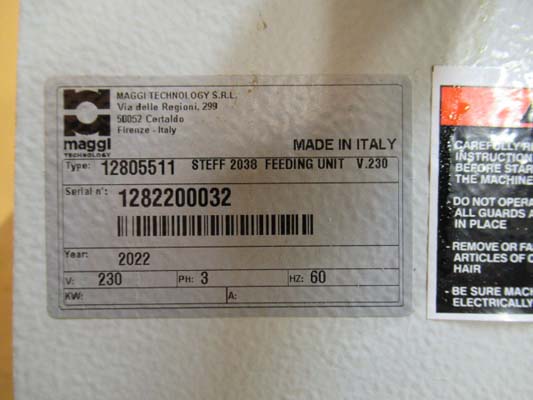 MAGGI TECHNOLOGY S.R.L.
Via delle Regioni, 299
50052 Certaldo
Firenze - Italy
maggi
TECHNOLOGY
MADE IN ITALY
Type: 12805511 STEFF 2038 FEEDING UNIT V.230
Serial n°: 1282200032
Year: 2022
V: 230 PH: 3 HZ: 60
KW: A:
- CAREFULLY
INSTRUCTION
BEFORE STAR
THE MACHINE
- DO NOT OPERA
ALL GUARDS A
IN PLACE
- REMOVE OR FA
ARTICLES OF C
HAIR
- BE SURE MACH
ELECTRICALLY